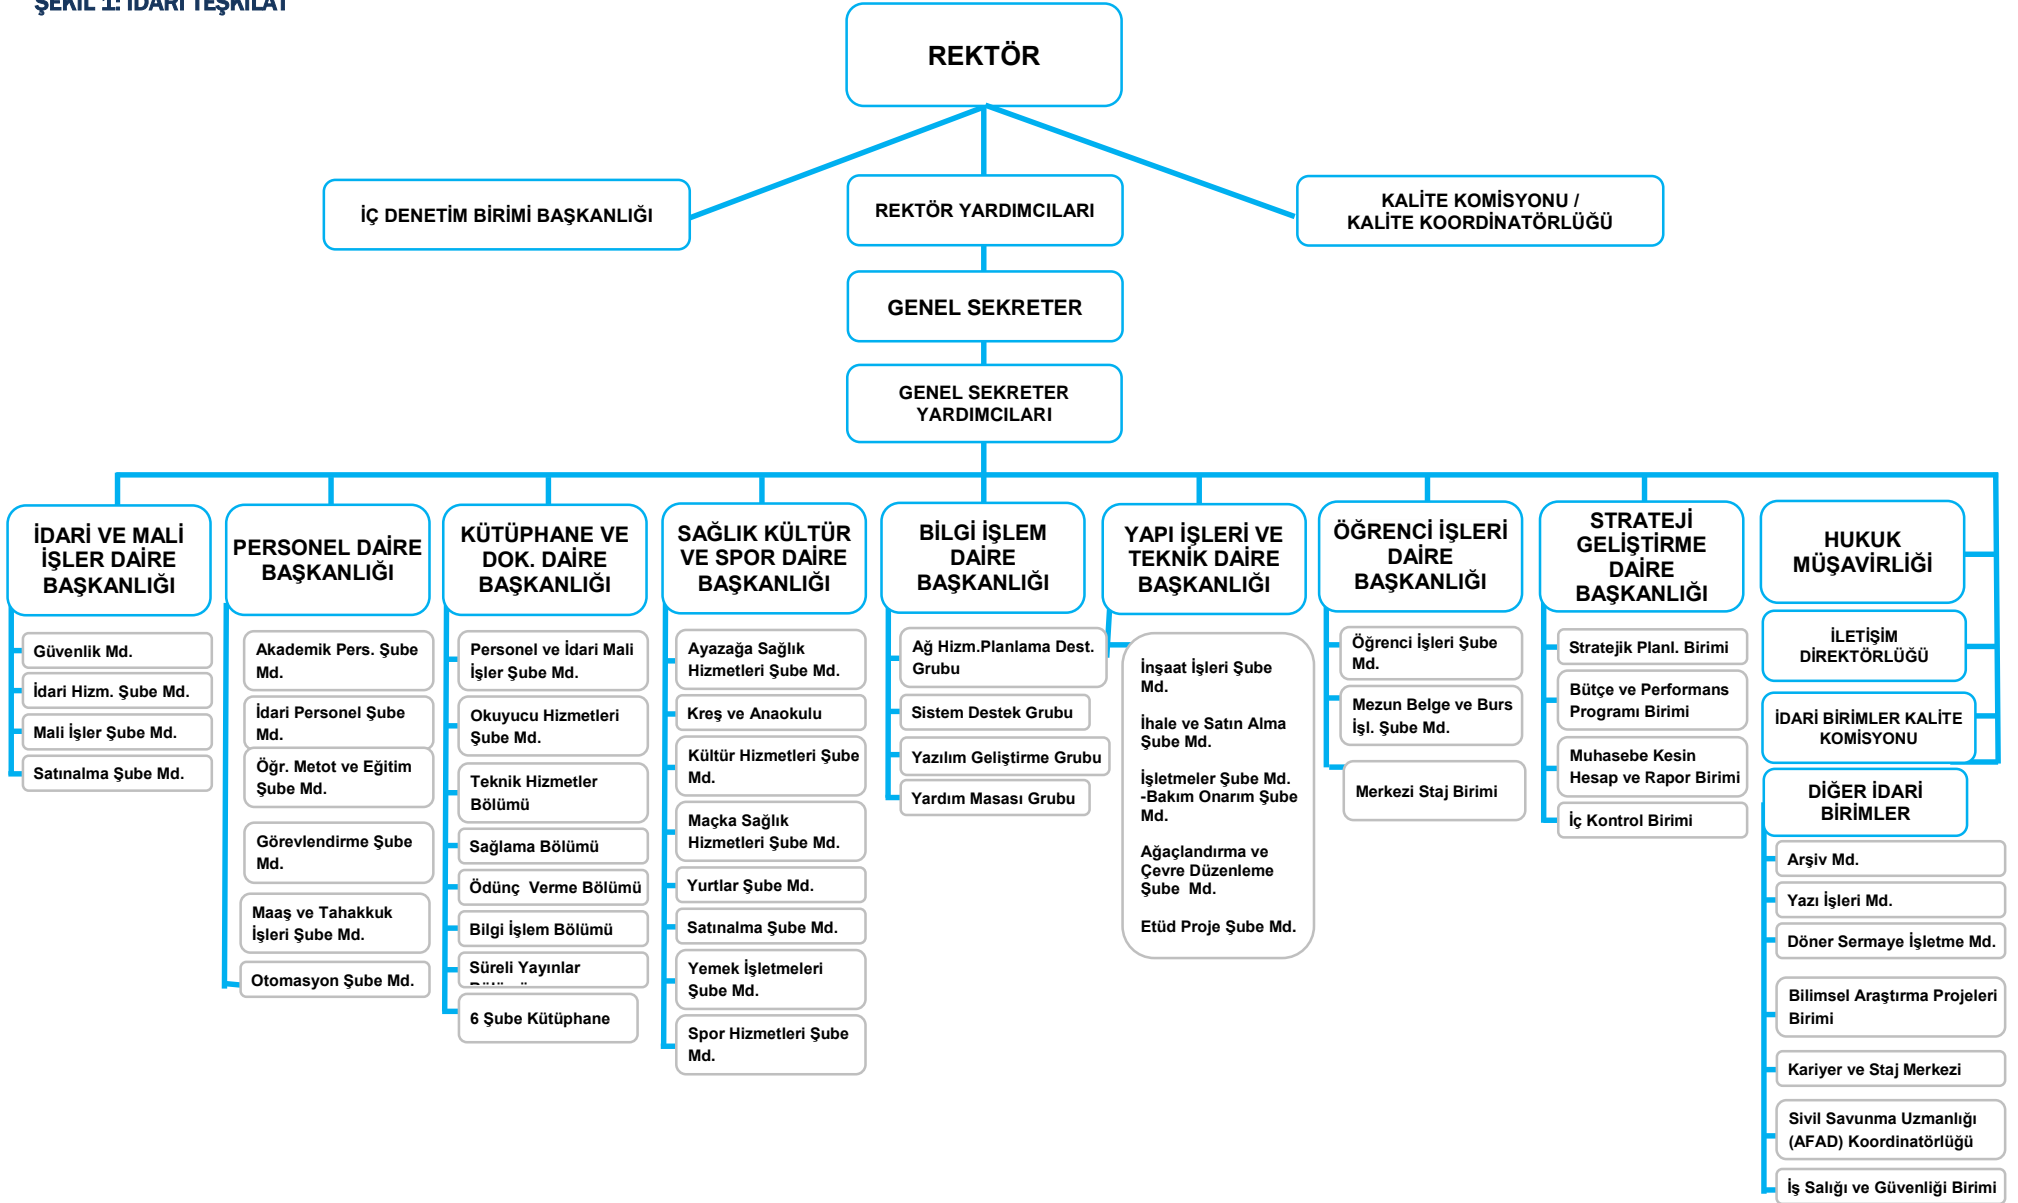 ŞEKİL 1: İDARİ TEŞKİLAT
REKTÖR
İÇ DENETİM BİRİMİ BAŞKANLIĞI
REKTÖR YARDIMCILARI
KALİTE KOMİSYONU /
KALİTE KOORDİNATÖRLÜĞÜ
GENEL SEKRETER
GENEL SEKRETER
YARDIMCILARI
İDARİ VE MALİ
İŞLER DAİRE
BAŞKANLIĞI
Güvenlik Md.
İdari Hizm. Şube Md.
Mali İşler Şube Md.
Satınalma Şube Md.
PERSONEL DAİRE
BAŞKANLIĞI
Akademik Pers. Şube
Md.
İdari Personel Şube
Md.
Öğr. Metot ve Eğitim
Şube Md.
Görevlendirme Şube
Md.
Maaş ve Tahakkuk
İşleri Şube Md.
Otomasyon Şube Md.
KÜTÜPHANE VE
DOK. DAİRE
BAŞKANLIĞI
Personel ve İdari Mali
İşler Şube Md.
Okuyucu Hizmetleri
Şube Md.
Teknik Hizmetler
Bölümü
Sağlama Bölümü
Ödünç  Verme Bölümü
Bilgi İşlem Bölümü
Süreli Yayınlar
6 Şube Kütüphane
SAĞLIK KÜLTÜR
VE SPOR DAİRE
BAŞKANLIĞI
Ayazağa Sağlık
Hizmetleri Şube Md.
Kreş ve Anaokulu
Kültür Hizmetleri Şube
Md.
Maçka Sağlık
Hizmetleri Şube Md.
Yurtlar Şube Md.
Satınalma Şube Md.
Yemek İşletmeleri
Şube Md.
Spor Hizmetleri Şube
Md.
BİLGİ İŞLEM
DAİRE
BAŞKANLIĞI
Ağ Hizm.Planlama Dest.
Grubu
Sistem Destek Grubu
Yazılım Geliştirme Grubu
Yardım Masası Grubu
YAPI İŞLERİ VE
TEKNİK DAİRE
BAŞKANLIĞI
İnşaat İşleri Şube
Md.
İhale ve Satın Alma
Şube Md.
İşletmeler Şube Md.
-Bakım Onarım Şube
Md.
Ağaçlandırma ve
Çevre Düzenleme
Şube  Md.
Etüd Proje Şube Md.
ÖĞRENCİ İŞLERİ
DAİRE
BAŞKANLIĞI
Öğrenci İşleri Şube
Md.
Mezun Belge ve Burs
İşl. Şube Md.
Merkezi Staj Birimi
STRATEJİ
GELİŞTİRME
DAİRE
BAŞKANLIĞI
Stratejik Planl. Birimi
Bütçe ve Performans
Programı Birimi
Muhasebe Kesin
Hesap ve Rapor Birimi
İç Kontrol Birimi
HUKUK
MÜŞAVİRLİĞİ
İLETİŞİM
DİREKTÖRLÜĞÜ
İDARİ BİRİMLER KALİTE
KOMİSYONU
DİĞER İDARİ
BİRİMLER
Arşiv Md.
Yazı İşleri Md.
Döner Sermaye İşletme Md.
Bilimsel Araştırma Projeleri
Birimi
Kariyer ve Staj Merkezi
Sivil Savunma Uzmanlığı
(AFAD) Koordinatörlüğü
İş Salığı ve Güvenliği Birimi